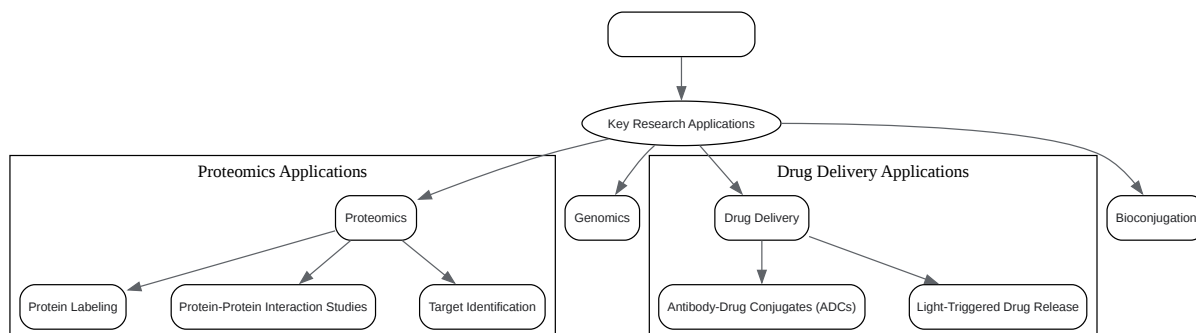 Key Research Applications
Proteomics Applications
Drug Delivery Applications
Proteomics
Genomics
Drug Delivery
Bioconjugation
Protein Labeling
Protein-Protein Interaction Studies
Target Identification
Antibody-Drug Conjugates (ADCs)
Light-Triggered Drug Release